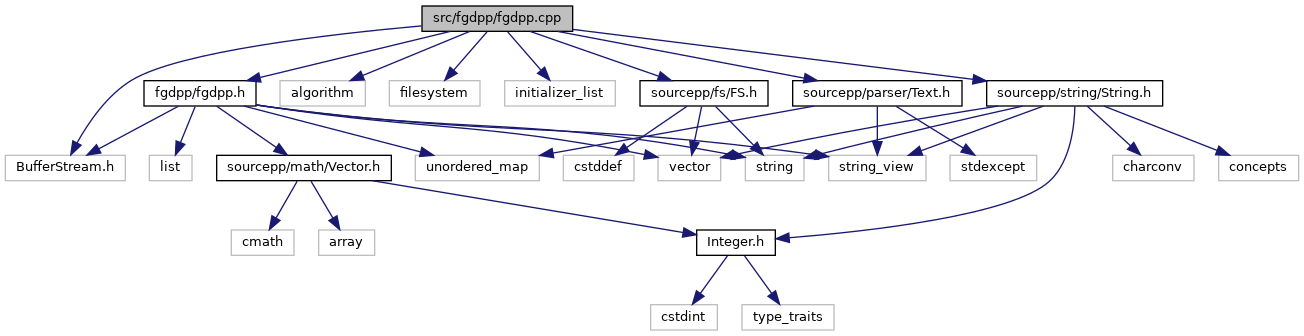 src/fgdpp/fgdpp.cpp
fgdpp/fgdpp.h
algorithm
filesystem
initializer_list
sourcepp/fs/FS.h
sourcepp/parser/Text.h
sourcepp/string/String.h
BufferStream.h
list
sourcepp/math/Vector.h
unordered_map
cstddef
vector
string
string_view
stdexcept
charconv
concepts
cmath
array
Integer.h
cstdint
type_traits